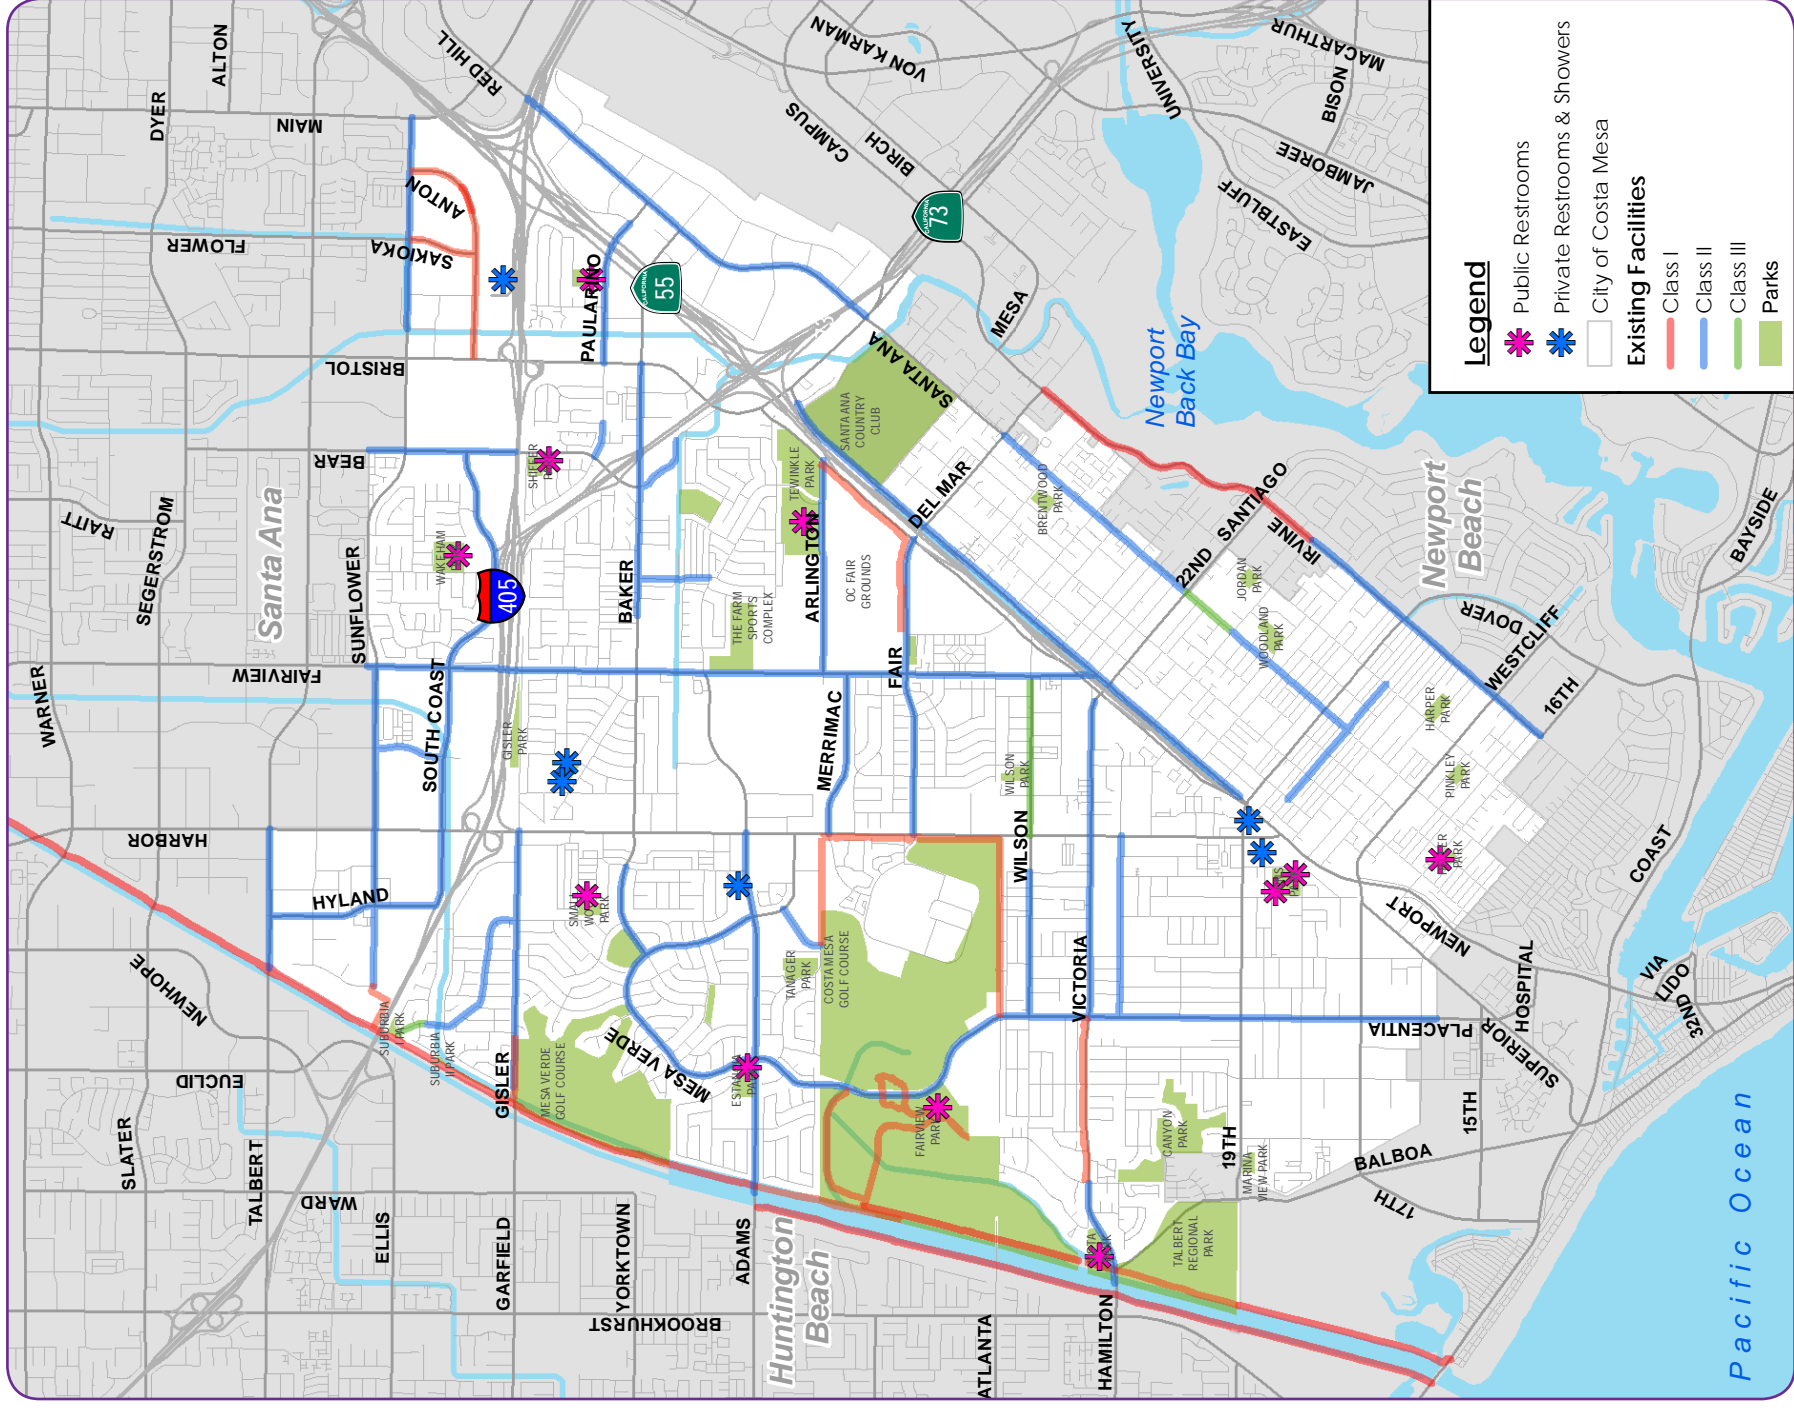 ALTON
DYER
MAIN
RED HILL
VON KARMAN
UNIVERSITY
MACARTHUR
BISON
JAMBOREE
CAMPUS
BIRCH
EASTBLUFF
ANTON
SAKIOKA
FLOWER
PAULARINO
CALIFORNIA
55
CALIFORNIA
73
MESA
BRISTOL
SANTA ANA
Newport
Back Bay
SANTA ANA
COUNTRY
CLUB
BEAR
RAITT
SEGERSTROM
Santa Ana
SUNFLOWER
WAKEHAM
405
BAKER
TEWINKLE
PARK
ARLINGTON
THE FARM
SPORTS
COMPLEX
OC FAIR
GROUNDS
DEL MAR
BRENTWOOD
PARK
22ND
SANTIAGO
IRVINE
JORDAN
PARK
WOODLAND
PARK
Newport
Beach
BAYSIDE
DOVER
WESTCLIFF
16TH
HARPER
PARK
PINKLEY
PARK
WARNER
FAIRVIEW
SOUTH COAST
GISLER
PARK
MERRIMAC
FAIR
WILSON
PARK
WILSON
HARBOR
HYLAND
PARK
TANAGER
PARK
COSTA MESA
GOLF COURSE
VICTORIA
PARK
NEWPORT
COAST
HOSPITAL
VIA
LIDO
32ND
SUPERIOR
PLACENTIA
NEWHOPE
SUBURBIA
I PARK
SUBURBIA
II PARK
EUCLID
GISLER
MESA VERDE
GOLF COURSE
MESA VERDE
FAIRVIEW
PARK
CANYON
PARK
19TH
MARINA
VIEW PARK
BALBOA
15TH
17TH
SLATER
TALBERT
WARD
ELLIS
GARFIELD
YORKTOWN
ADAMS
Huntington
Beach
BROOKHURST
ATLANTA
HAMILTON
TALBERT
REGIONAL
PARK
Pacific Ocean
Legend
Public Restrooms
Private Restrooms & Showers
City of Costa Mesa
Existing Facilities
Class I
Class II
Class III
Parks